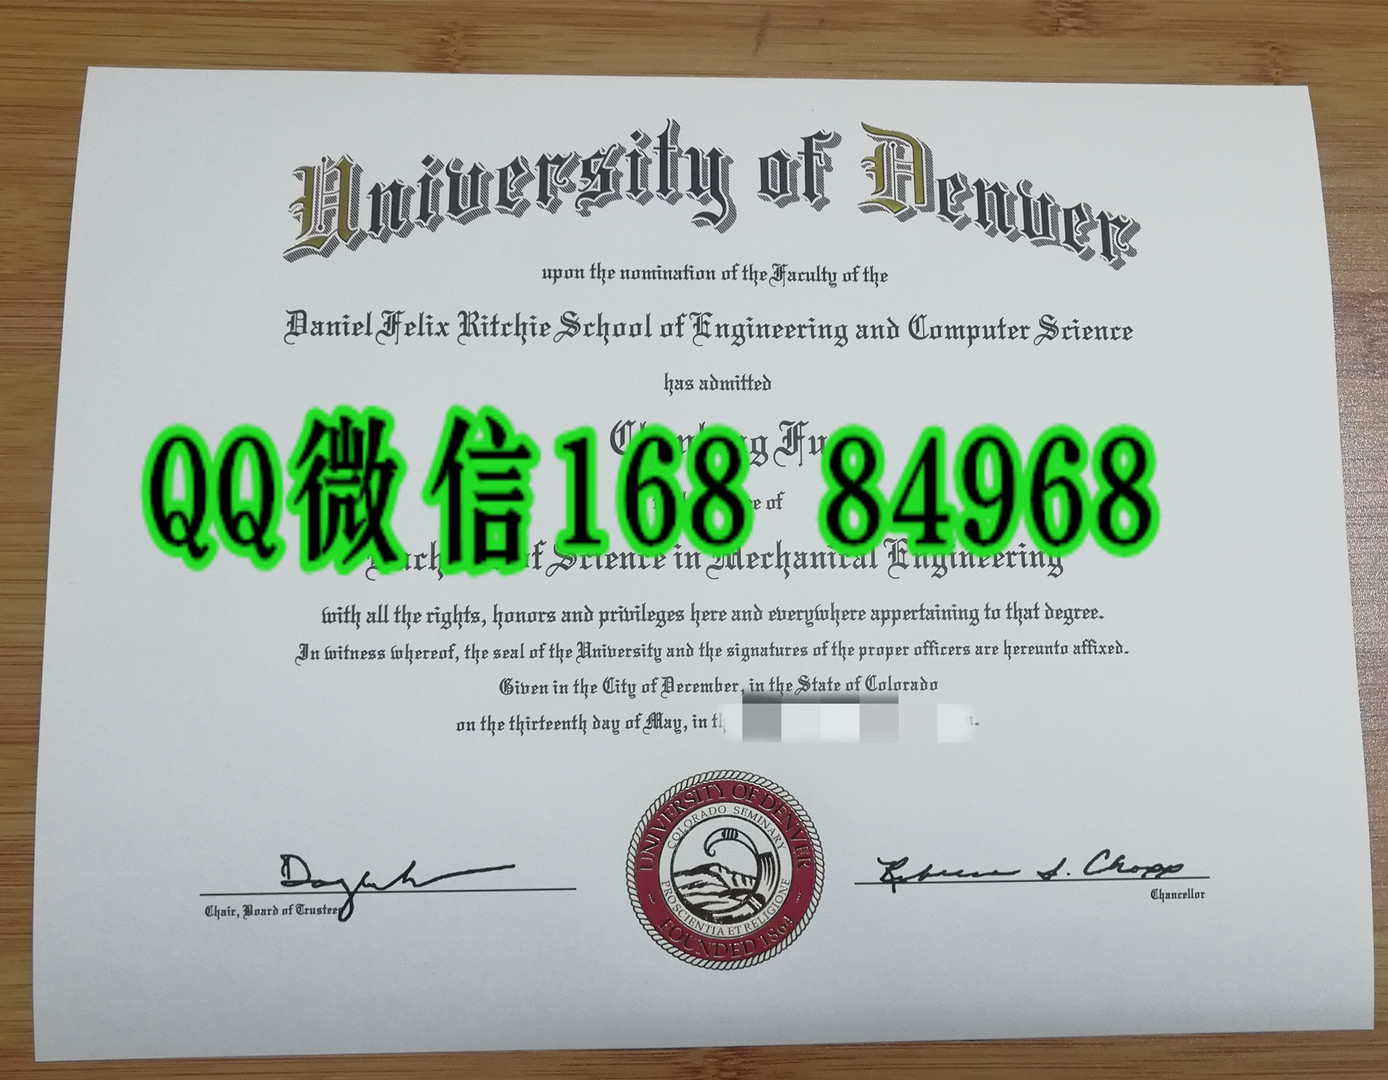 University of Denver
upon the nomination of the Faculty of the
Daniel Felix Ritchie School of Engineering and Computer Science
has admitted
Fu
QQ微信168 84968
of
of Science in Mechanical Engineering
with all the rights, honors and privileges here and everywhere appertaining to that degree.
In witness whereof, the seal of the University and the signatures of the proper officers are hereunto affixed.
Given in the City of December, in the State of Colorado
on the thirteenth day of May, in
UNIVERSITY OF DENVER
COLORADO SEMINARY
PRO SCIENTIA ET RELIGIONE
FOUNDED 1864
Chair, Board of Trustees
Rebecca S. Chopp
Chancellor